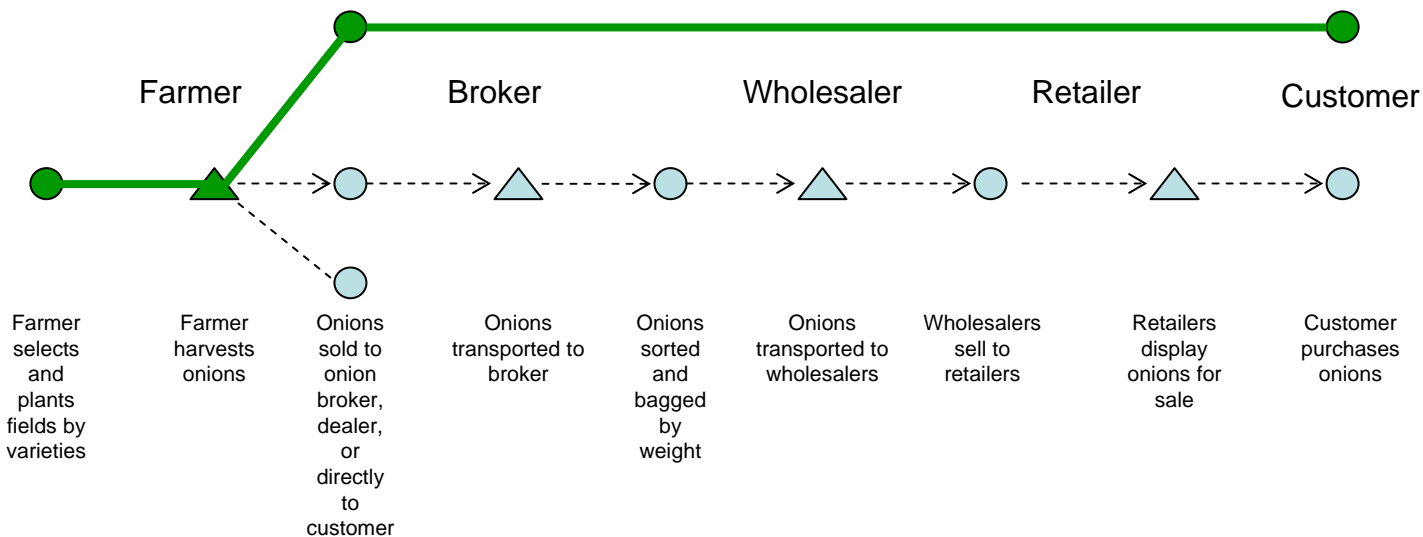 Farmer
Broker
Wholesaler
Retailer
Customer
Farmer
selects
and
plants
fields by
varieties
Farmer
harvests
onions
Onions
sold to
onion
broker,
dealer,
or
directly
to
customer
Onions
transported to
broker
Onions
sorted
and
bagged
by
weight
Onions
transported to
wholesalers
Wholesalers
sell to
retailers
Retailers
display
onions for
sale
Customer
purchases
onions